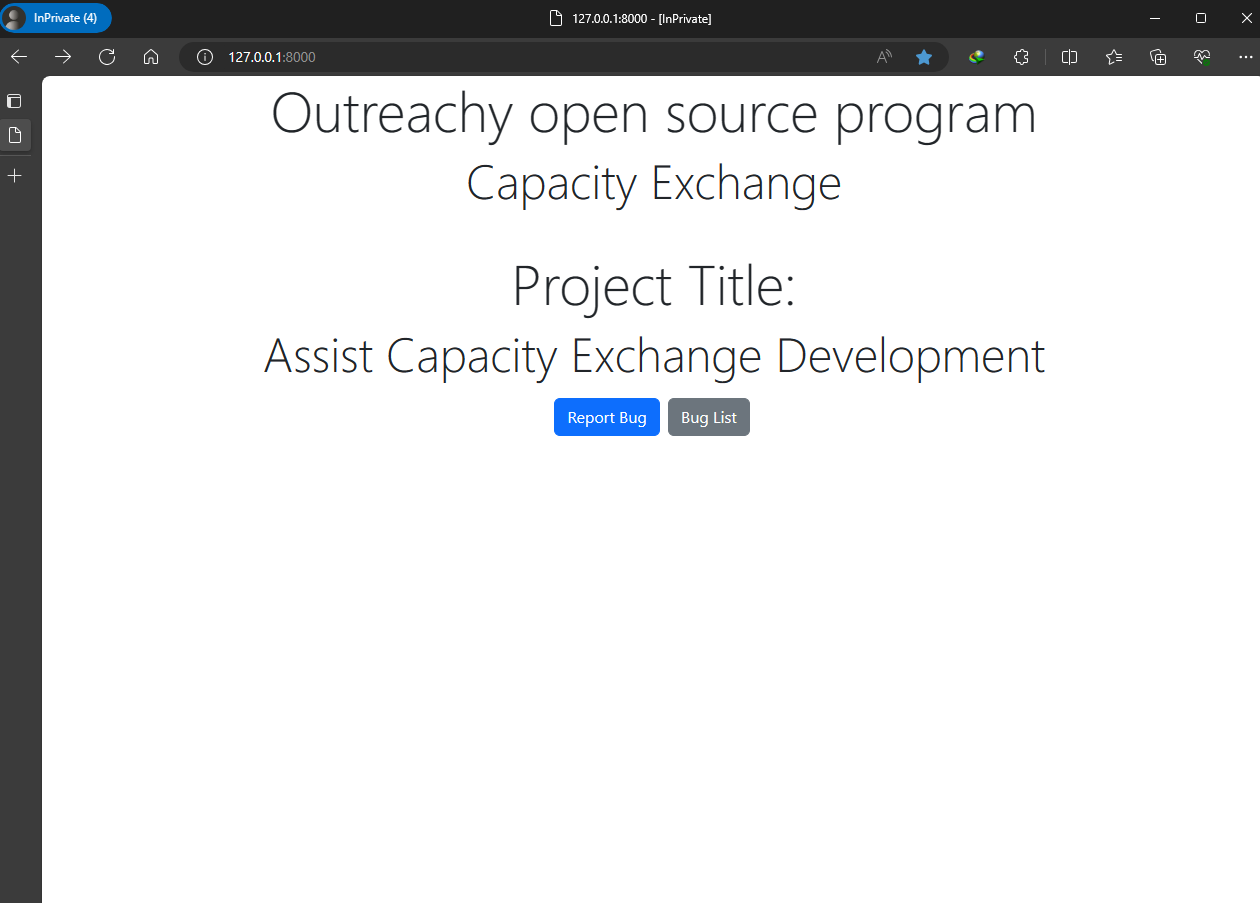 InPrivate (4)
127.0.0.1:8000 - [InPrivate]
127.0.0.1:8000
Outreachy open source program
Capacity Exchange
Project Title:
Assist Capacity Exchange Development
Report Bug
Bug List